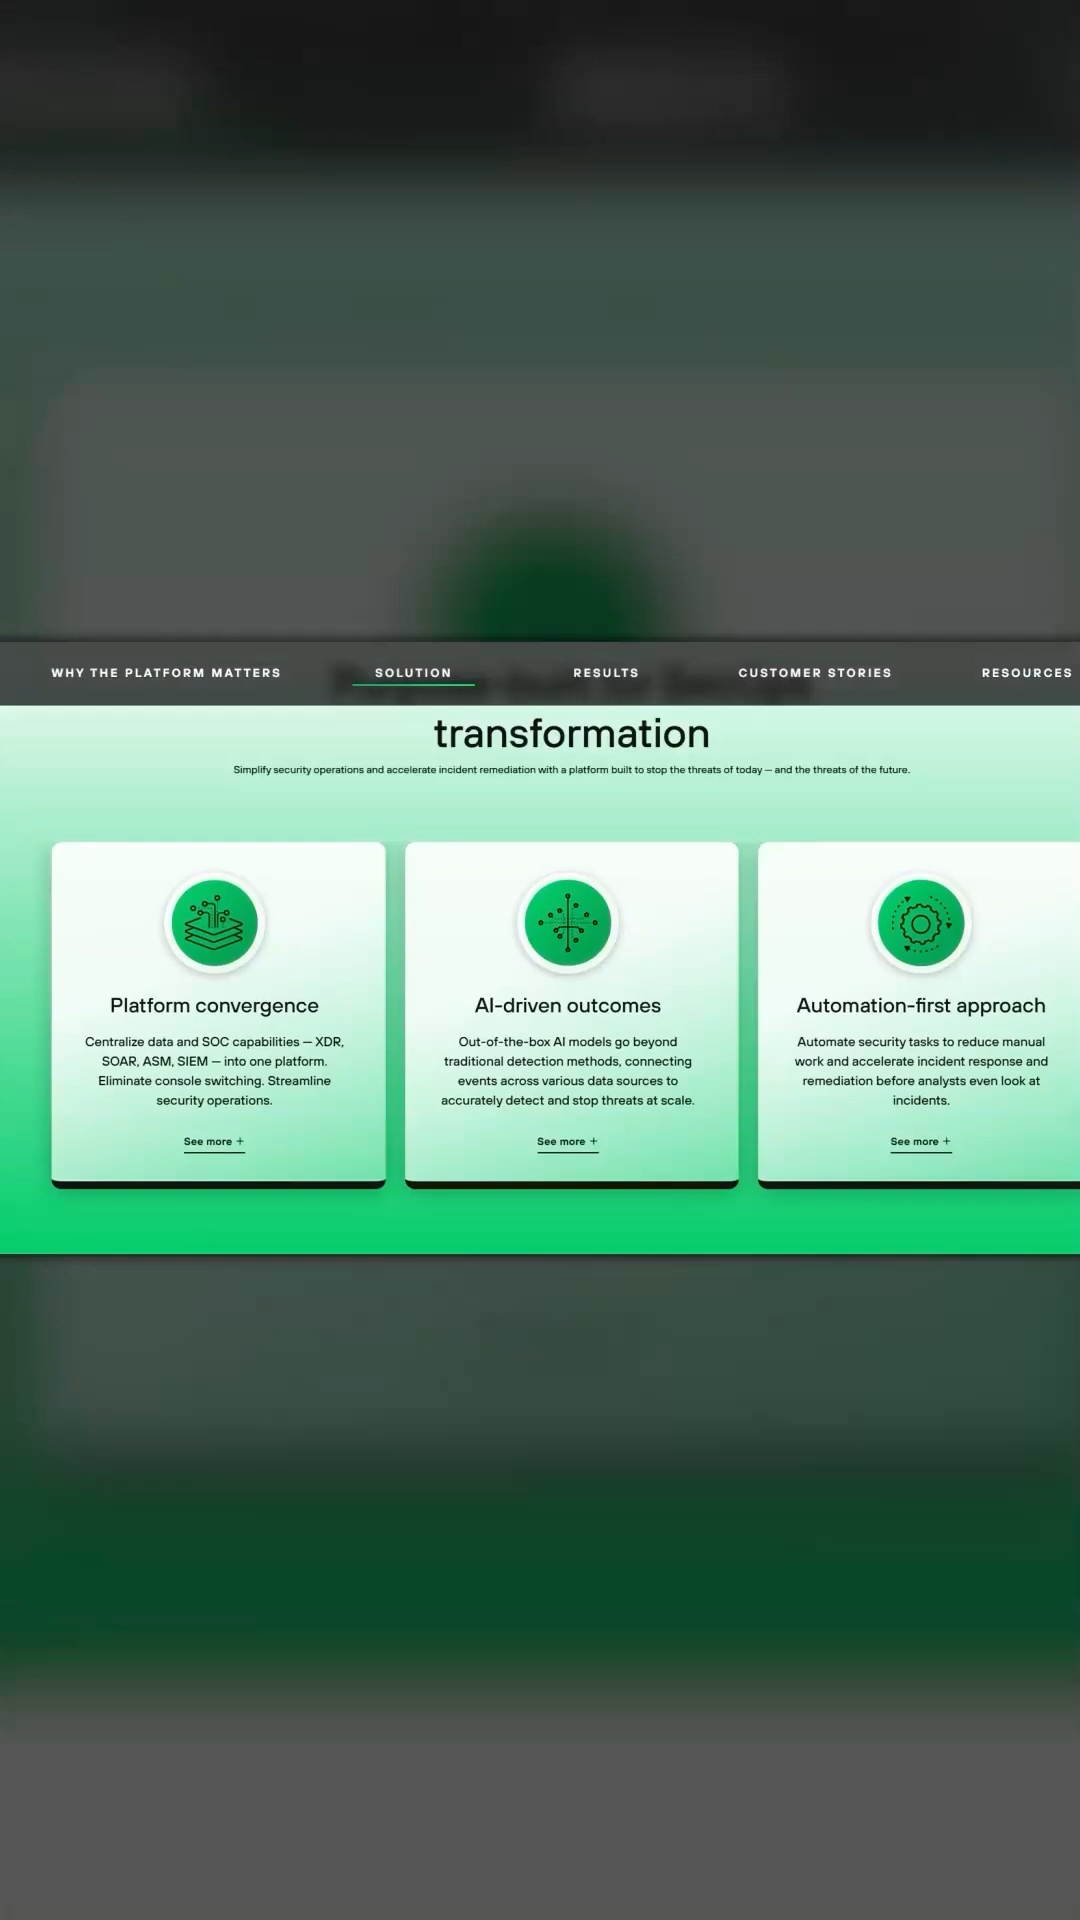 WHY THE PLATFORM MATTERS SOLUTION RESULTS CUSTOMER STORIES RESOURCES
transformation
Simplify security operations and accelerate incident remediation with a platform built to stop the threats of today — and the threats of the future.
Platform convergence
Centralize data and SOC capabilities — XDR,
SOAR, ASM, SIEM — into one platform.
Eliminate console switching. Streamline
security operations.
See more +
AI-driven outcomes
Out-of-the-box AI models go beyond
traditional detection methods, connecting
events across various data sources to
accurately detect and stop threats at scale.
See more +
Automation-first approach
Automate security tasks to reduce manual
work and accelerate incident response and
remediation before analysts even look at
incidents.
See more +